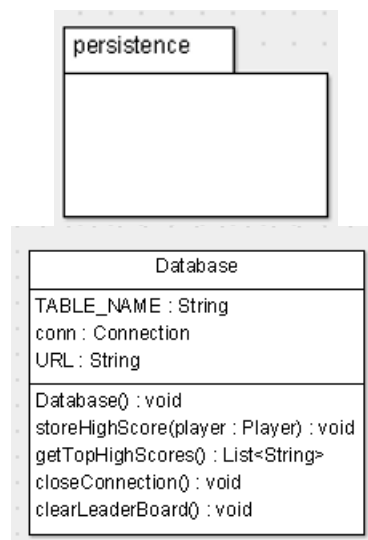 persistence
Database
TABLE_NAME : String
conn : Connection
URL : String
Database() : void
storeHighScore(player : Player) : void
getTopHighScores() : List<String>
closeConnection() : void
clearLeaderBoard() : void